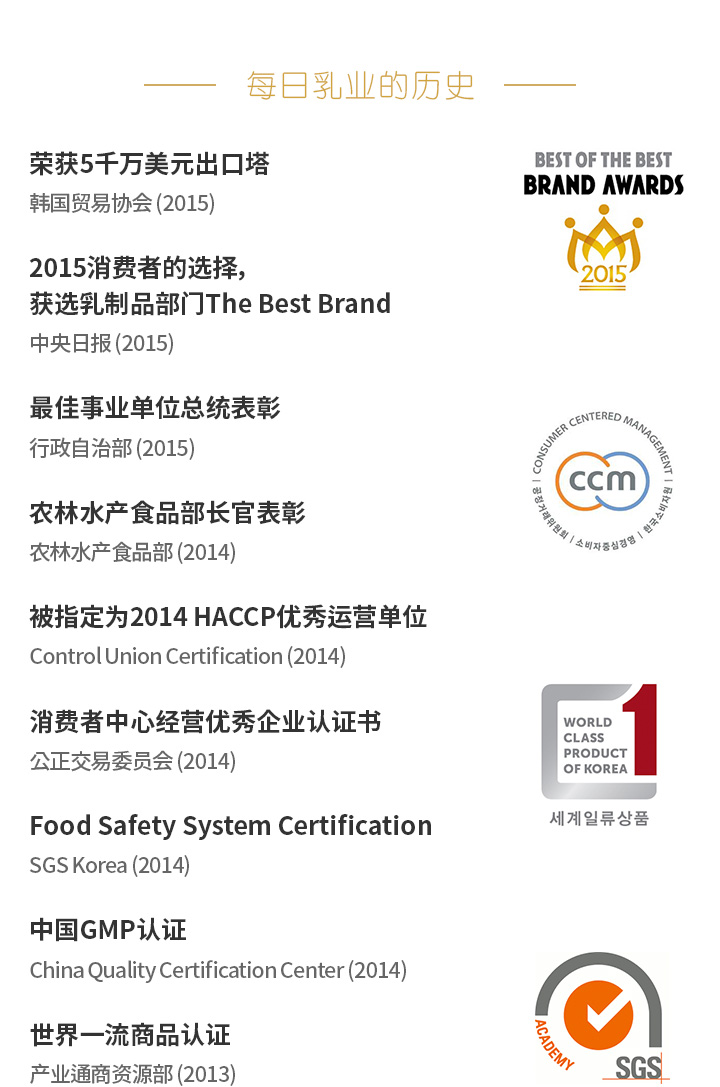 每日乳业的历史
荣获5千万美元出口塔
韩国贸易协会 (2015)
2015消费者的选择,
获选乳制品部门The Best Brand
中央日报 (2015)
最佳事业单位总统表彰
行政自治部 (2015)
农林水产食品部长官表彰
农林水产食品部 (2014)
被指定为2014 HACCP优秀运营单位
Control Union Certification (2014)
消费者中心经营优秀企业认证书
公正交易委员会 (2014)
Food Safety System Certification
SGS Korea (2014)
中国GMP认证
China Quality Certification Center (2014)
世界一流商品认证
产业通商资源部 (2013)
BEST OF THE BEST
BRAND AWARDS
2015
CONSUMER CENTERED MANAGEMENT
ccm
공정거래위원회 | 소비자중심경영 | 한국소비자원
1
WORLD
CLASS
PRODUCT
OF KOREA
세계일류상품
ACADEMY
SGS